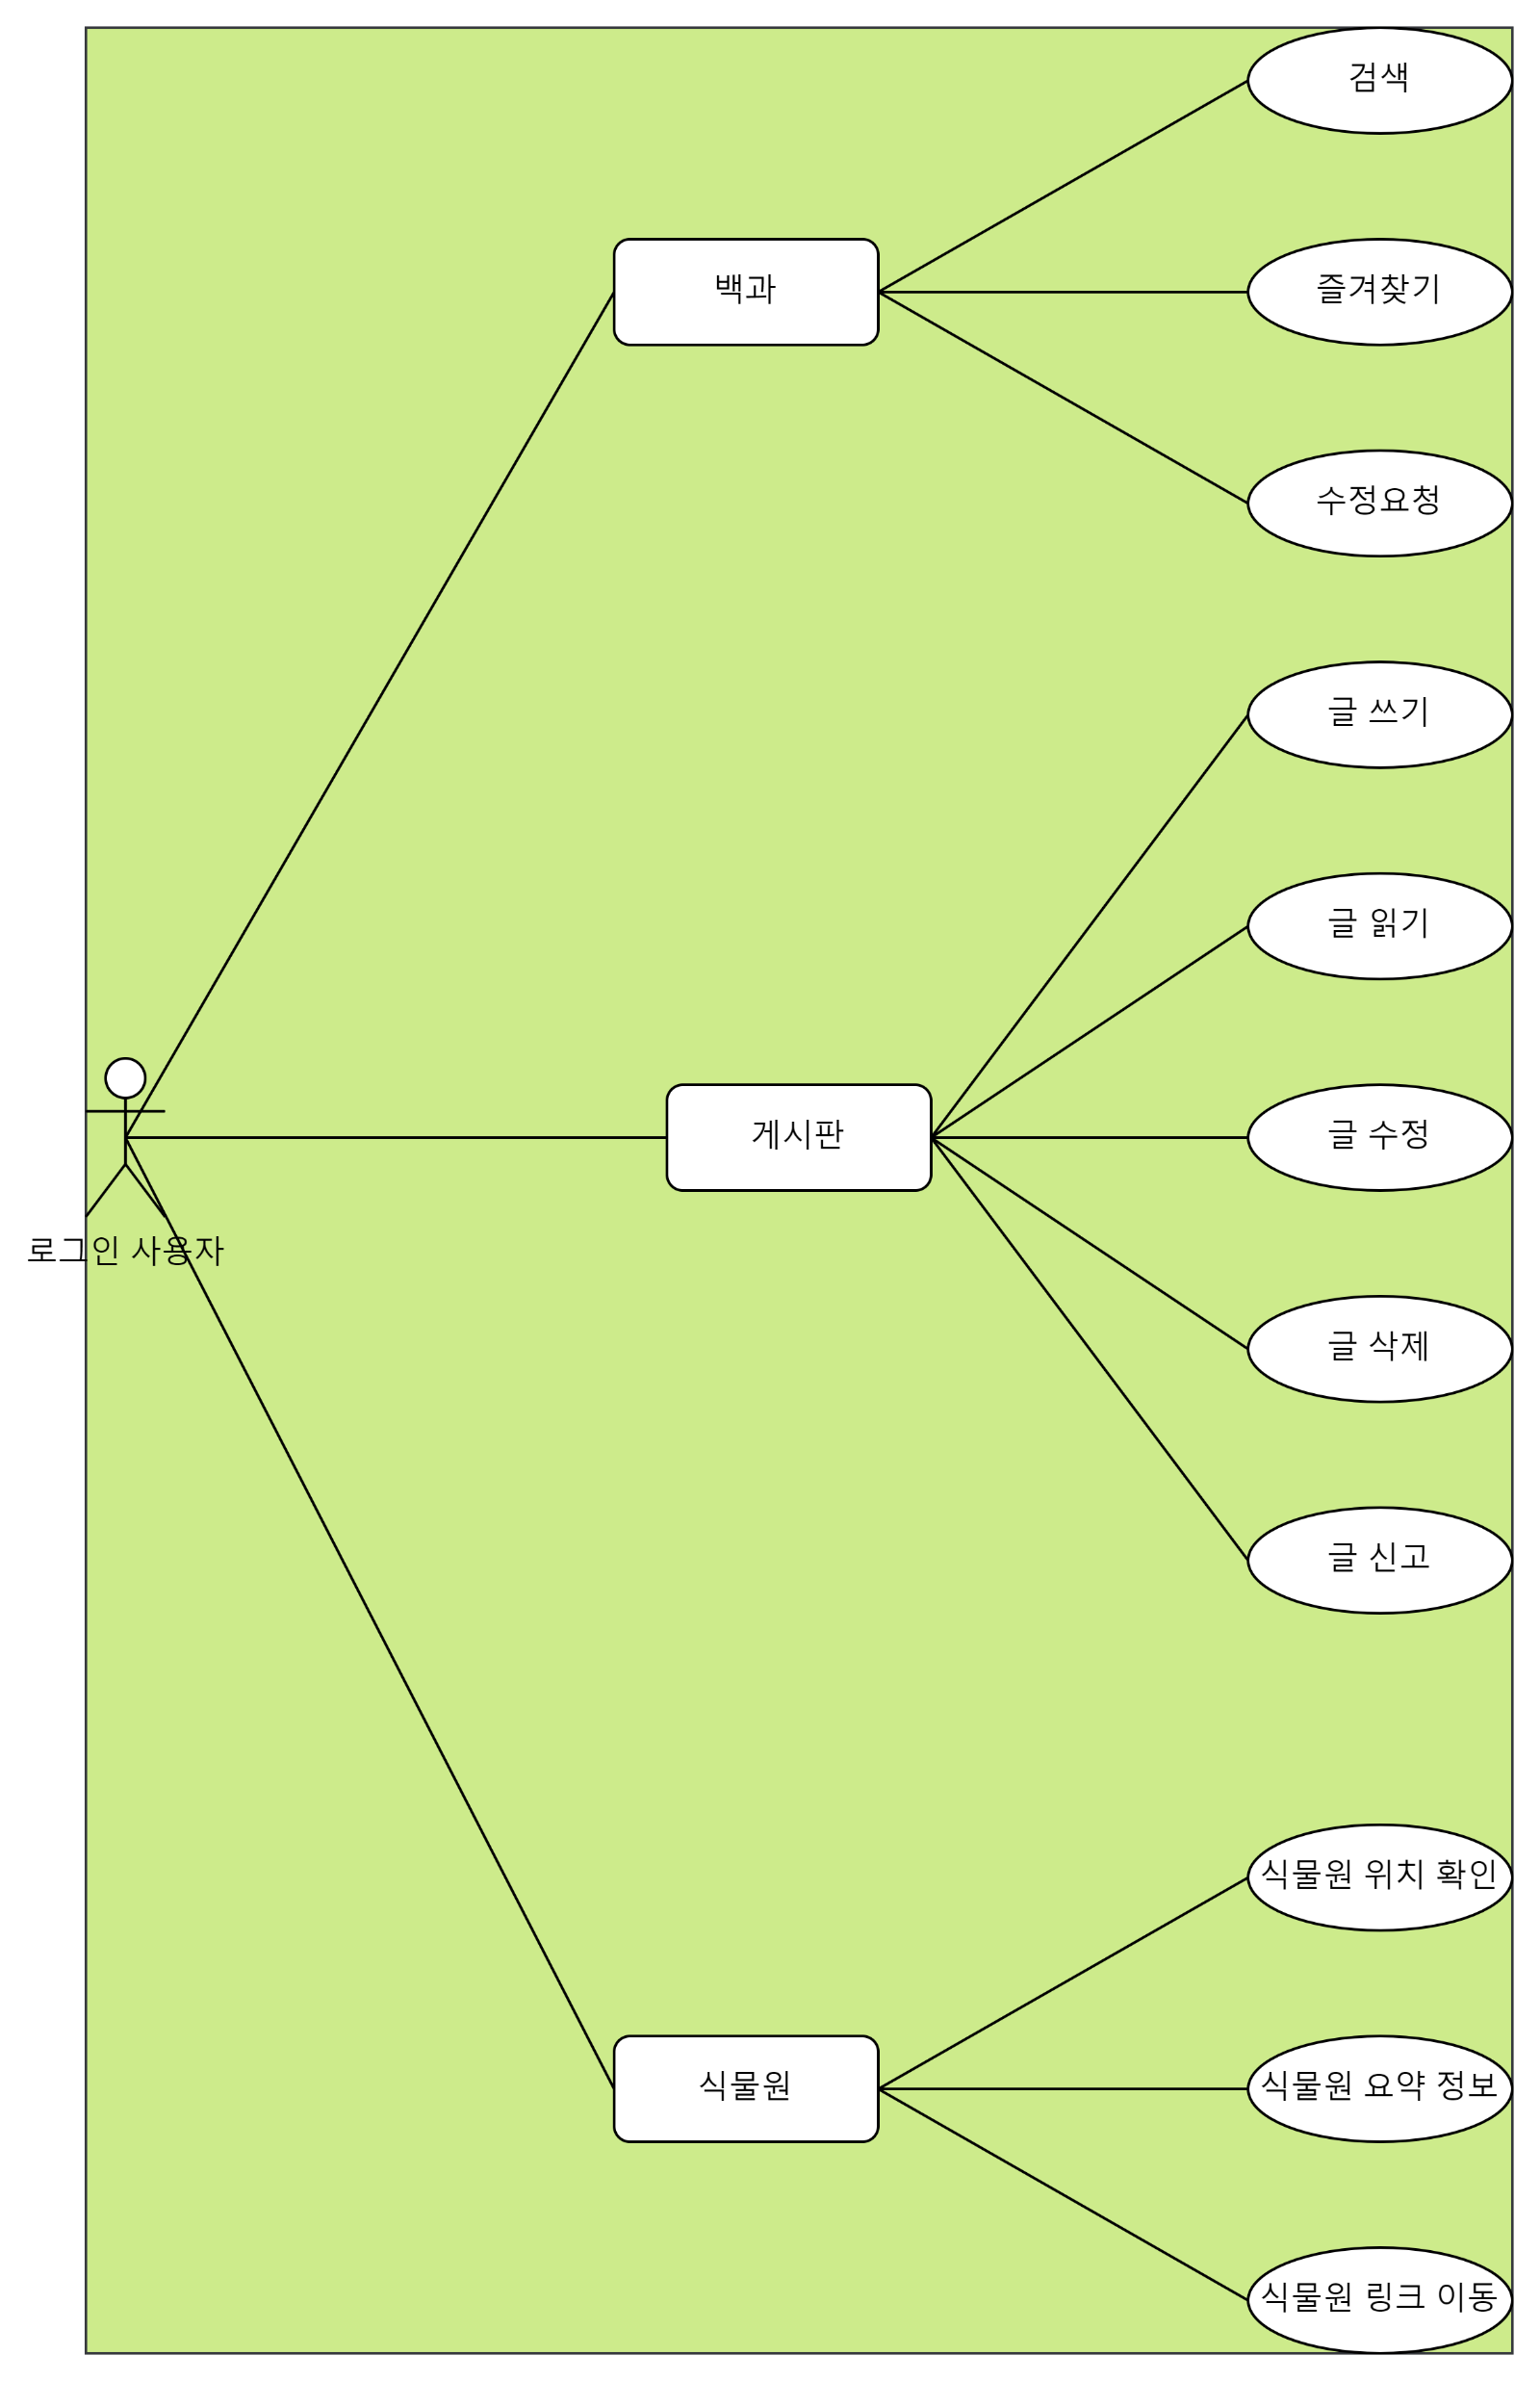 검색
백과
즐겨찾기
수정요청
글 쓰기
글 읽기
게시판
글 수정
로그인 사용자
글 삭제
글 신고
식물원 위치 확인
식물원
식물원 요약 정보
식물원 링크 이동